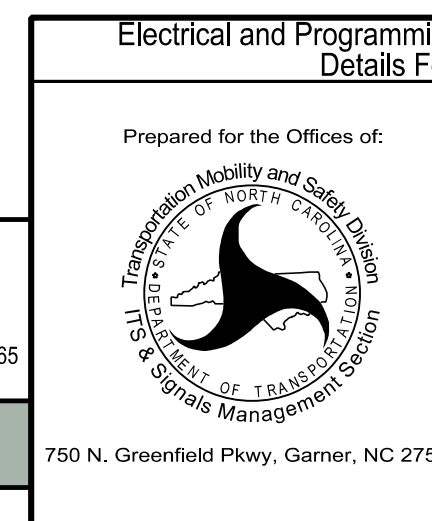 Electrical and Programmi
Details F
Prepared for the Offices of:
Transportation Mobility and Safety Division
STATE OF NORTH CAROLINA
DEPARTMENT OF TRANSPORTATION
ITS & Signals Management Section
65
750 N. Greenfield Pkwy, Garner, NC 275